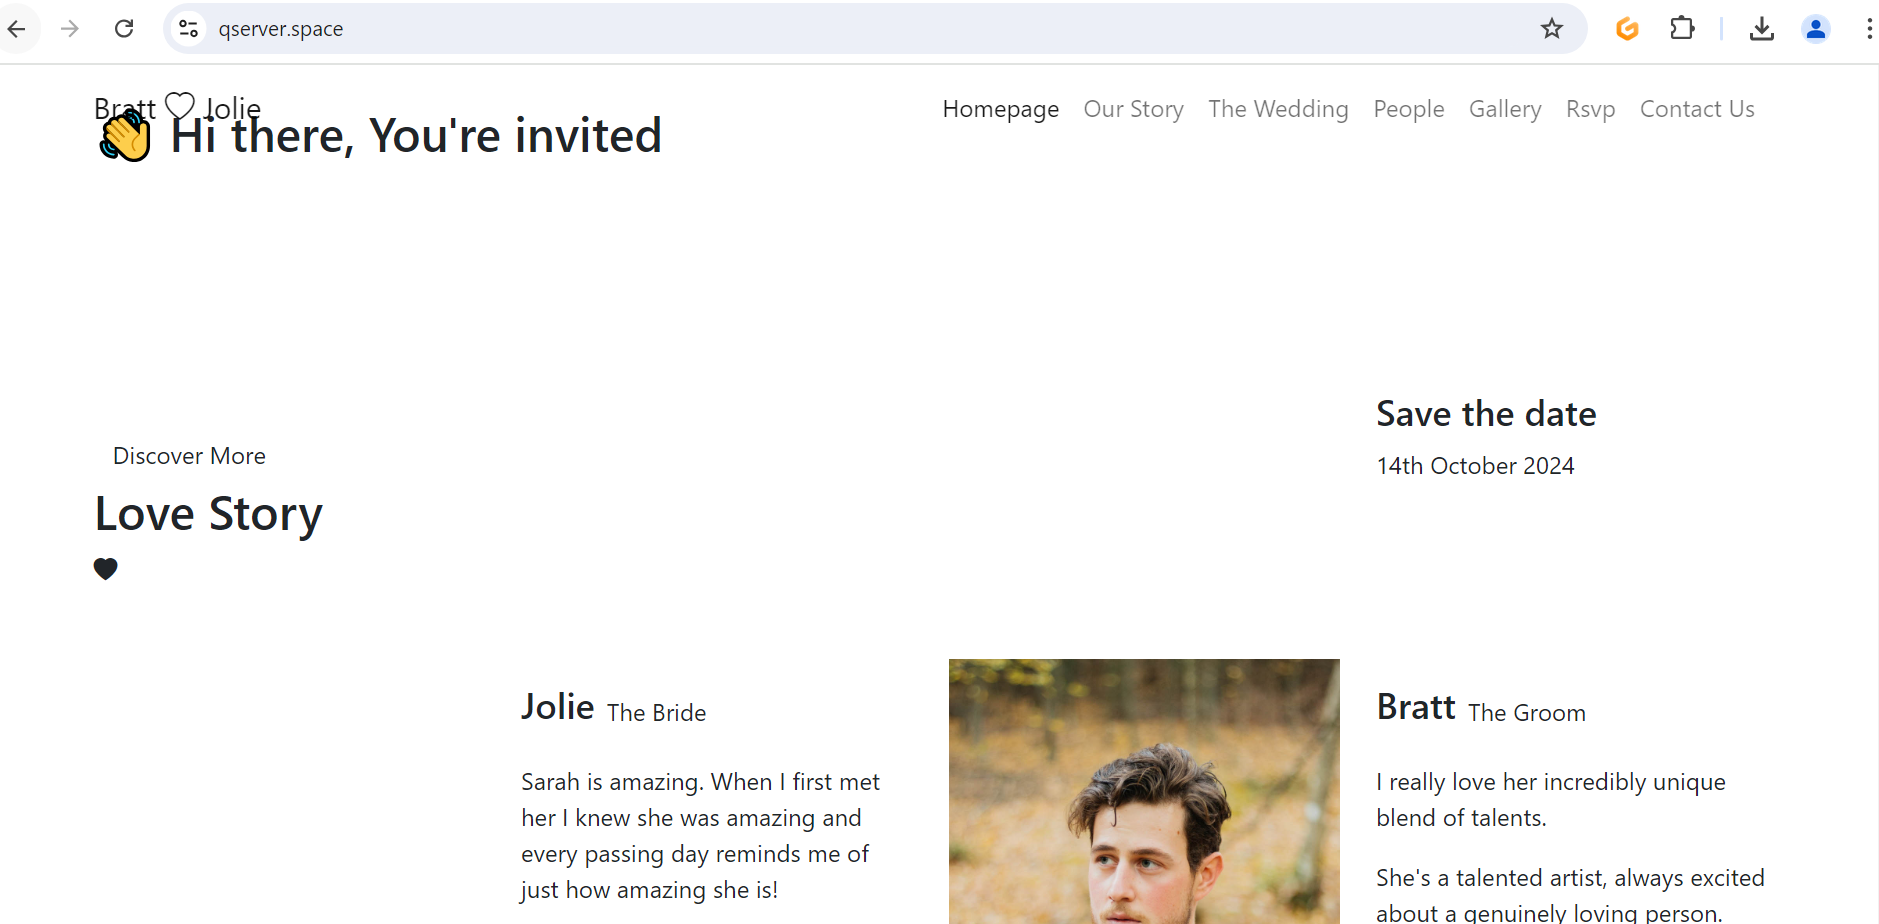 qserver.space
Bratt Jolie
Homepage Our Story The Wedding People Gallery Rsvp Contact Us
Hi there, You're invited
Save the date
14th October 2024
Discover More
Love Story
Jolie The Bride
Sarah is amazing. When I first met
her I knew she was amazing and
every passing day reminds me of
just how amazing she is!
Bratt The Groom
I really love her incredibly unique
blend of talents.
She's a talented artist, always excited
about a genuinely loving person.